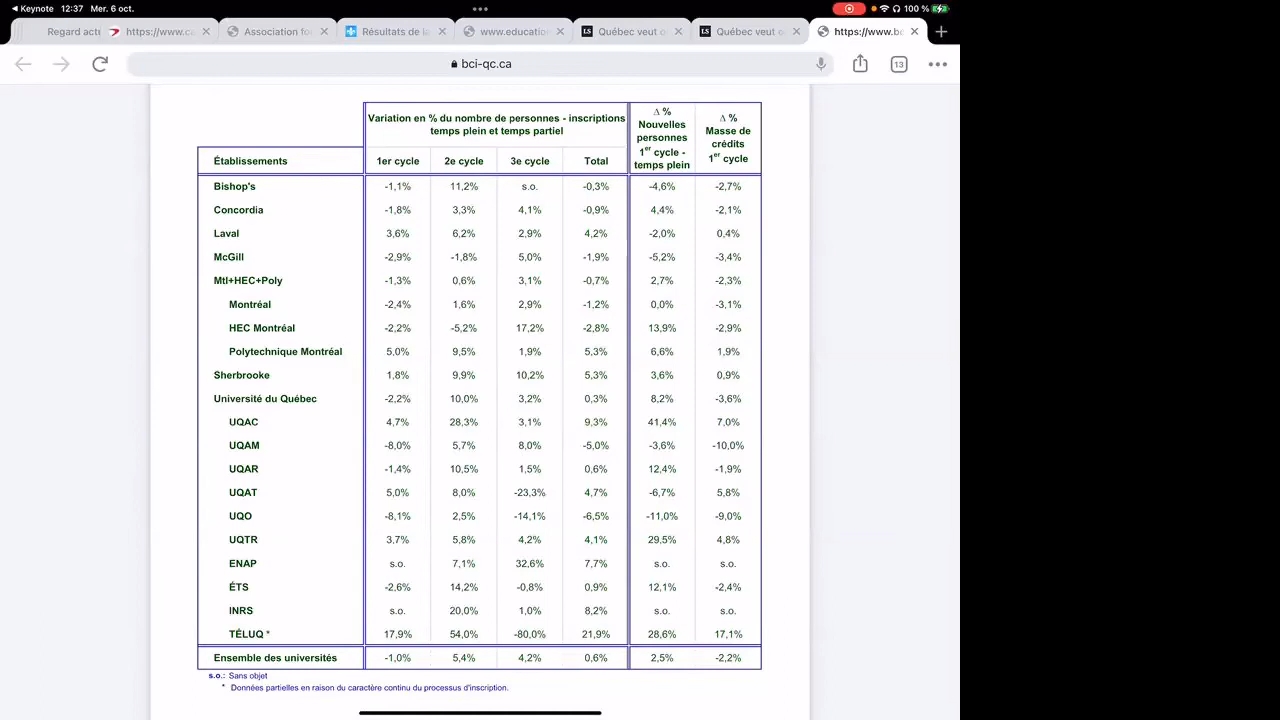 Keynote 12:37 Mer. 6 oct. 100 %
Regard actu https://www.c Association fo Résultats de la www.educatio Québec veut o Québec veut o https://www.bc
bci-qc.ca 13
Variation en % du nombre de personnes - inscriptions temps plein et temps partiel
Δ % Nouvelles personnes 1er cycle - temps plein
Δ % Masse de crédits 1er cycle
Établissements 1er cycle 2e cycle 3e cycle Total
Bishop's -1,1% 11,2% s.o. -0,3% -4,6% -2,7%
Concordia -1,8% 3,3% 4,1% -0,9% 4,4% -2,1%
Laval 3,6% 6,2% 2,9% 4,2% -2,0% 0,4%
McGill -2,9% -1,8% 5,0% -1,9% -5,2% -3,4%
Mtl+HEC+Poly -1,3% 0,6% 3,1% -0,7% 2,7% -2,3%
Montréal -2,4% 1,6% 2,9% -1,2% 0,0% -3,1%
HEC Montréal -2,2% -5,2% 17,2% -2,8% 13,9% -2,9%
Polytechnique Montréal 5,0% 9,5% 1,9% 5,3% 6,6% 1,9%
Sherbrooke 1,8% 9,9% 10,2% 5,3% 3,6% 0,9%
Université du Québec -2,2% 10,0% 3,2% 0,3% 8,2% -3,6%
UQAC 4,7% 28,3% 3,1% 9,3% 41,4% 7,0%
UQAM -8,0% 5,7% 8,0% -5,0% -3,6% -10,0%
UQAR -1,4% 10,5% 1,5% 0,6% 12,4% -1,9%
UQAT 5,0% 8,0% -23,3% 4,7% -6,7% 5,8%
UQO -8,1% 2,5% -14,1% -6,5% -11,0% -9,0%
UQTR 3,7% 5,8% 4,2% 4,1% 29,5% 4,8%
ENAP s.o. 7,1% 32,6% 7,7% s.o. s.o.
ÉTS -2,6% 14,2% -0,8% 0,9% 12,1% -2,4%
INRS s.o. 20,0% 1,0% 8,2% s.o. s.o.
TÉLUQ * 17,9% 54,0% -80,0% 21,9% 28,6% 17,1%
Ensemble des universités -1,0% 5,4% 4,2% 0,6% 2,5% -2,2%
s.o.: Sans objet
* Données partielles en raison du caractère continu du processus d'inscription.